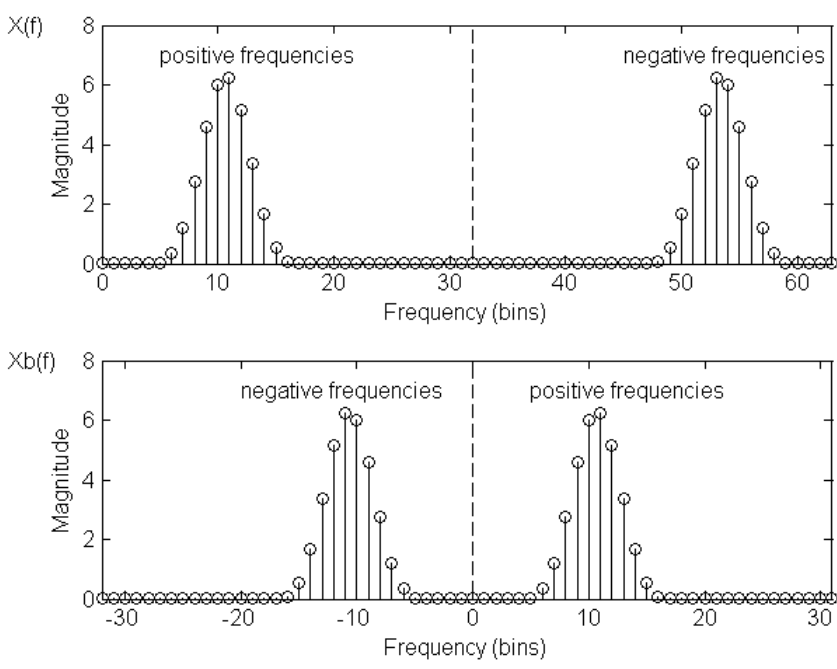 X(f)
8
positive frequencies
negative frequencies
6
4
2
0
Magnitude
0 10 20 30 40 50 60
Frequency (bins)
Xb(f)
8
negative frequencies
positive frequencies
6
4
2
0
Magnitude
-30 -20 -10 0 10 20 30
Frequency (bins)